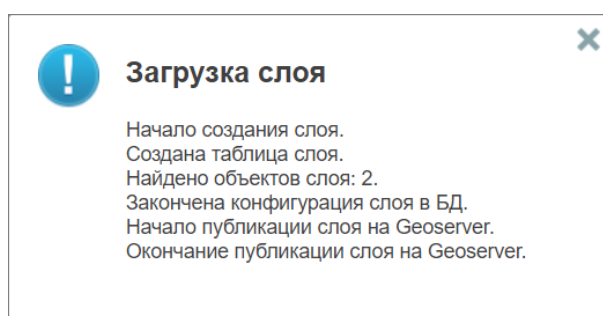 Загрузка слоя
Начало создания слоя.
Создана таблица слоя.
Найдено объектов слоя: 2.
Закончена конфигурация слоя в БД.
Начало публикации слоя на Geoserver.
Окончание публикации слоя на Geoserver.